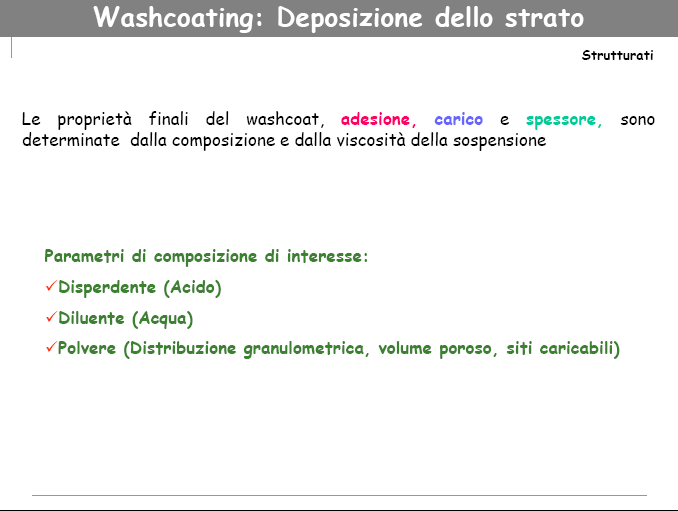 Washcoating: Deposizione dello strato
Strutturati
Le proprietà finali del washcoat, adesione, carico e spessore, sono
determinate dalla composizione e dalla viscosità della sospensione
Parametri di composizione di interesse:
✓Disperdente (Acido)
✓Diluente (Acqua)
✓Polvere (Distribuzione granulometrica, volume poroso, siti caricabili)